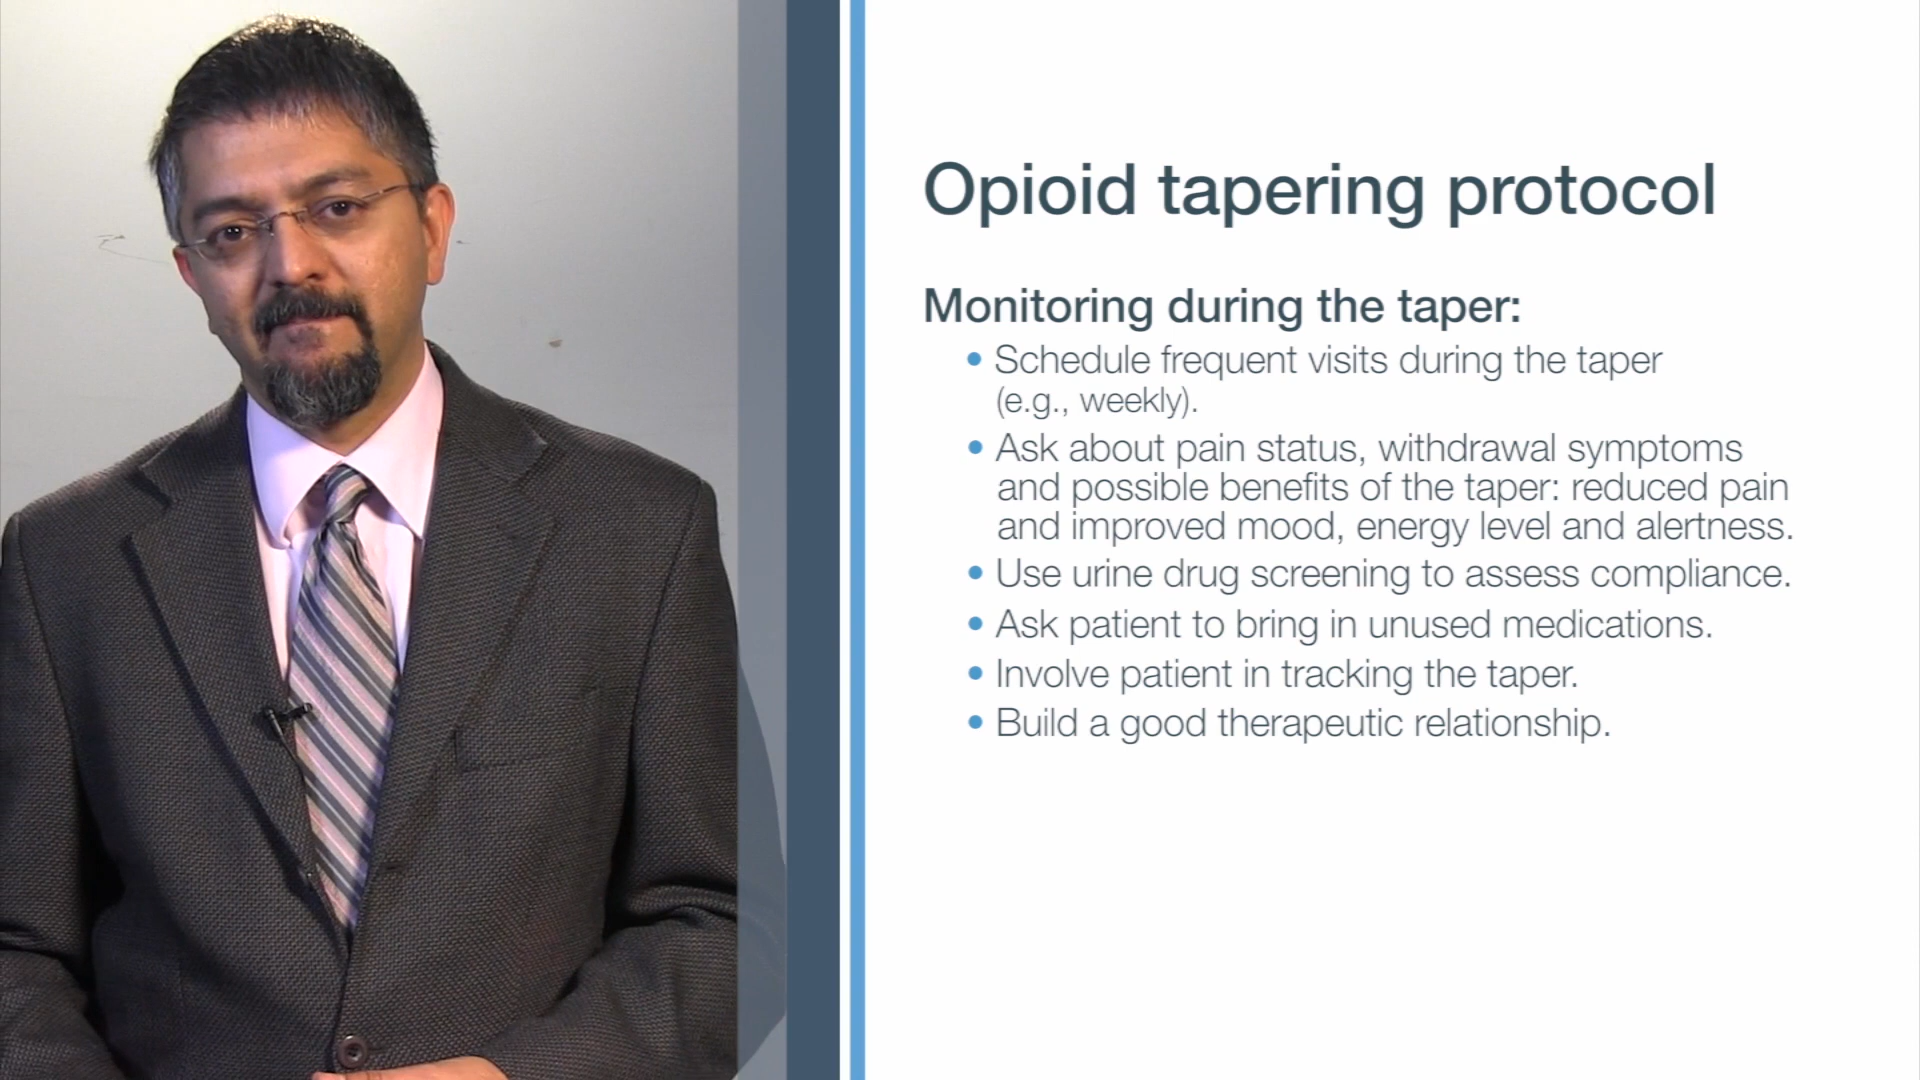 Opioid tapering protocol
Monitoring during the taper:
• Schedule frequent visits during the taper
(e.g., weekly).
• Ask about pain status, withdrawal symptoms
and possible benefits of the taper: reduced pain
and improved mood, energy level and alertness.
• Use urine drug screening to assess compliance.
• Ask patient to bring in unused medications.
• Involve patient in tracking the taper.
• Build a good therapeutic relationship.